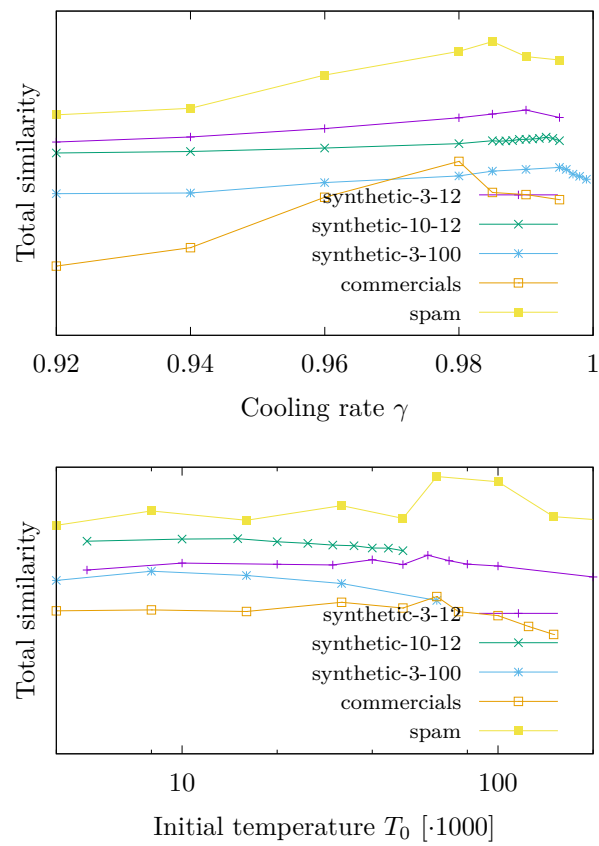 Total similarity
synthetic-3-12
synthetic-10-12
synthetic-3-100
commercials
spam
0.92 0.94 0.96 0.98 1
Cooling rate γ
Total similarity
synthetic-3-12
synthetic-10-12
synthetic-3-100
commercials
spam
10 100
Initial temperature T₀ [·1000]